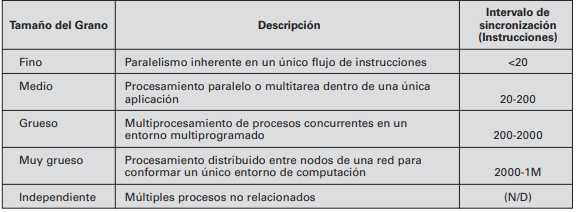 Tamaño del Grano Descripción Intervalo de
sincronización
(Instrucciones)
Fino Paralelismo inherente en un único flujo de instrucciones <20
Medio Procesamiento paralelo o multitarea dentro de una única
aplicación 20-200
Grueso Multiprocesamiento de procesos concurrentes en un
entorno multiprogramado 200-2000
Muy grueso Procesamiento distribuido entre nodos de una red para
conformar un único entorno de computación 2000-1M
Independiente Múltiples procesos no relacionados (N/D)